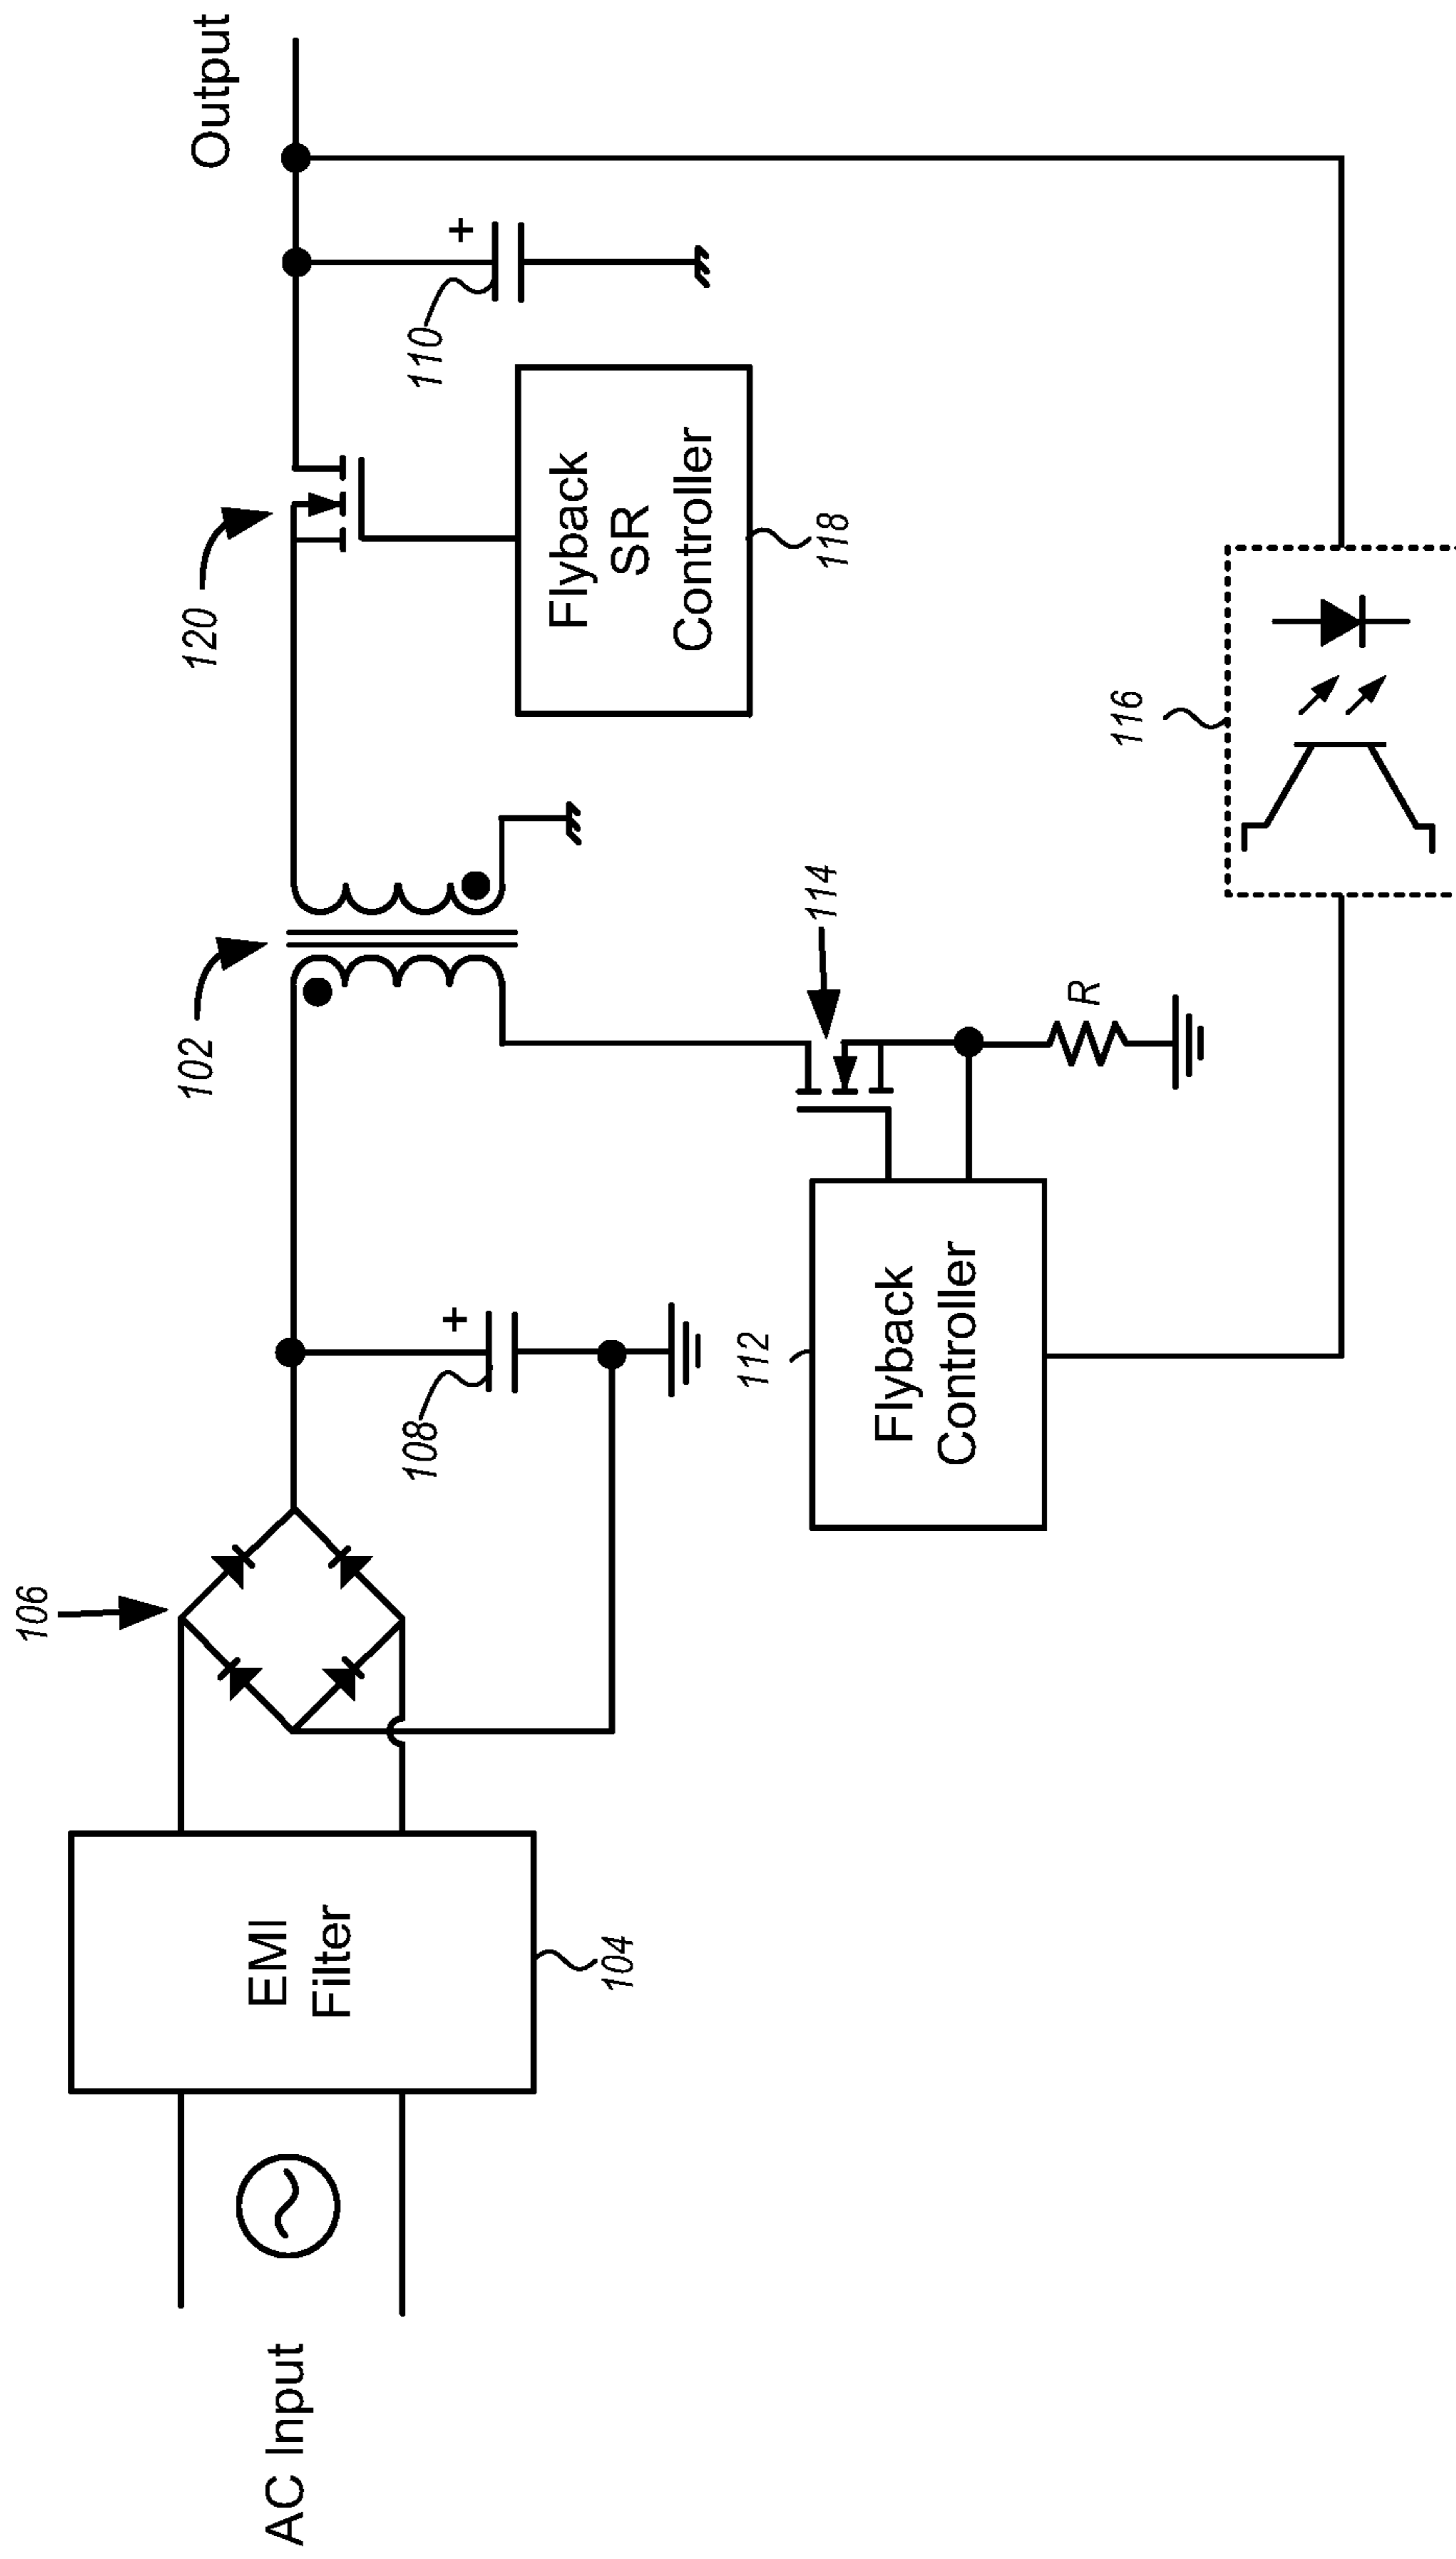 AC Input
EMI
Filter
104
106
108
+
102
112
Flyback
Controller
114
R
120
Flyback
SR
Controller
118
110
+
116
Output